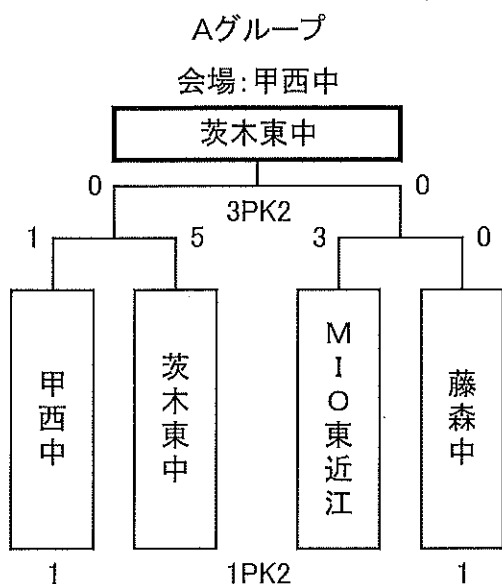 Aグループ
会場:甲西中
茨木東中
0 0
3PK2
1 5 3 0
甲西中
茨木東中
MIO東近江
藤森中
1 1PK2 1